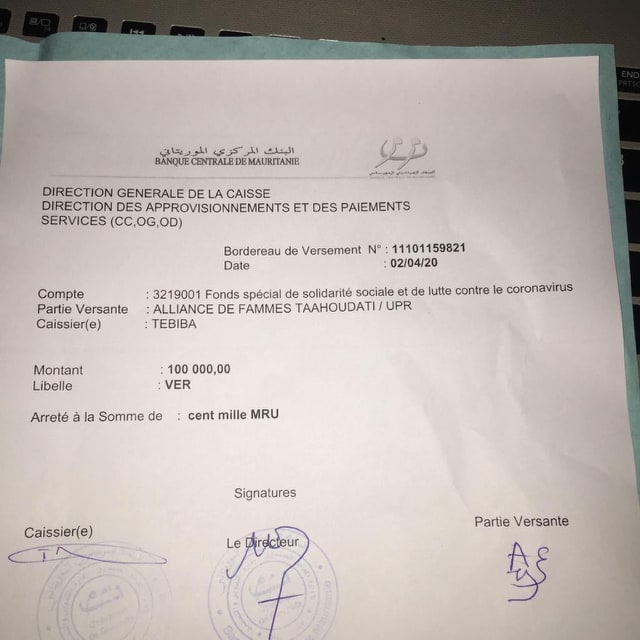 البنك المركزي الموريتاني
BANQUE CENTRALE DE MAURITANIE
DIRECTION GENERALE DE LA CAISSE
DIRECTION DES APPROVISIONNEMENTS ET DES PAIEMENTS
SERVICES (CC,OG,OD)
Bordereau de Versement N° : 11101159821
Date : 02/04/20
Compte : 3219001 Fonds spécial de solidarité sociale et de lutte contre le coronavirus
Partie Versante : ALLIANCE DE FAMMES TAAHOUDATI / UPR
Caissier(e) : TEBIBA
Montant : 100 000,00
Libelle : VER
Arreté à la Somme de : cent mille MRU
Signatures
Caissier(e)
Le Directeur
Partie Versante
END